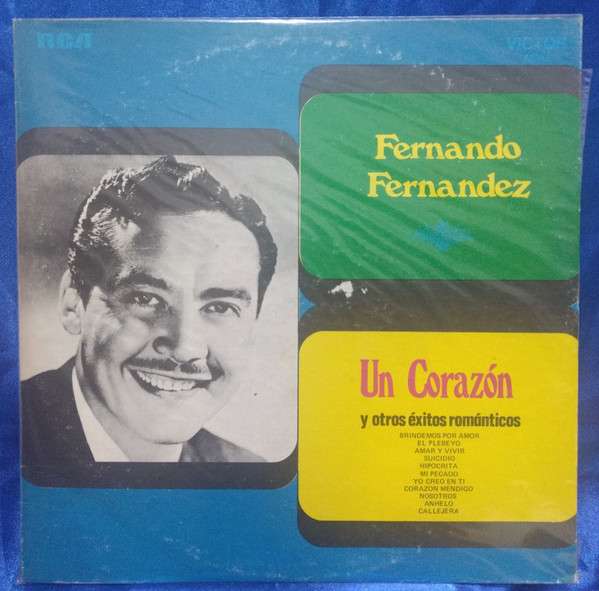 RCA
VICTOR
Fernando
Fernandez
Un Corazón
y otros éxitos románticos
BRINDEMOS POR AMOR
EL PLEBEYO
AMAR Y VIVIR
SUICIDIO
HIPOCRITA
MI PECADO
YO CREO EN TI
CORAZON MENDIGO
NOSOTROS
ANHELO
CALLEJERA